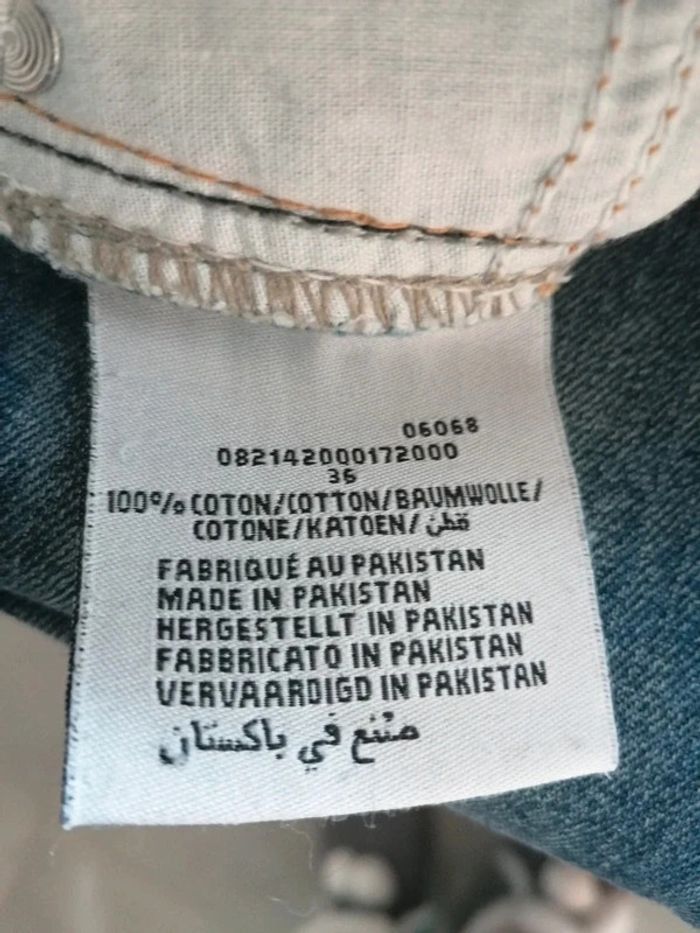 06068
082142000172000
36
100% COTON/COTTON/BAUMWOLLE/
COTONE/KATOEN/ قطن
FABRIQUÉ AU PAKISTAN
MADE IN PAKISTAN
HERGESTELLT IN PAKISTAN
FABBRICATO IN PAKISTAN
VERVAARDIGD IN PAKISTAN
متنع في باكستان